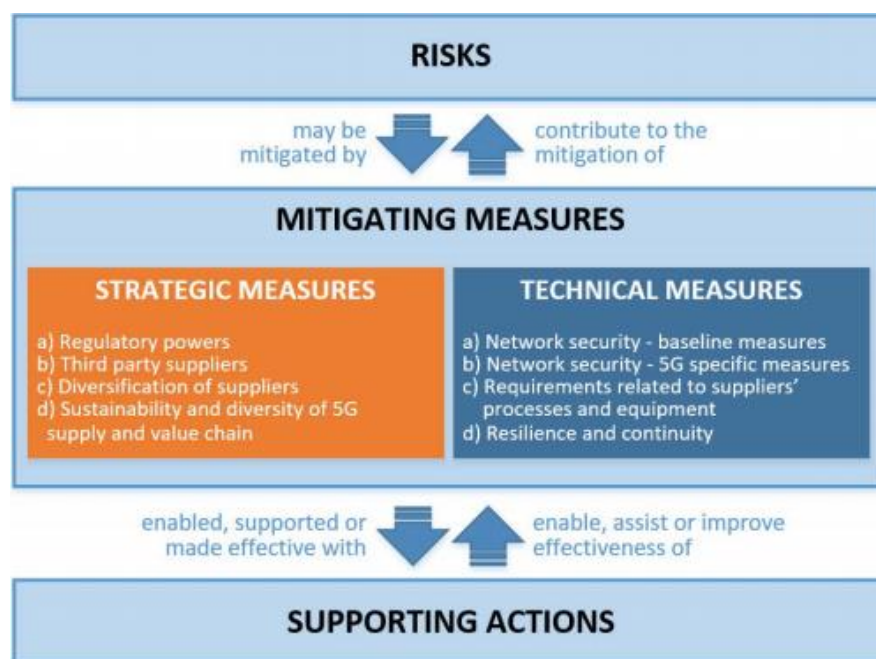 RISKS
may be
mitigated by
contribute to the
mitigation of
MITIGATING MEASURES
STRATEGIC MEASURES
a) Regulatory powers
b) Third party suppliers
c) Diversification of suppliers
d) Sustainability and diversity of 5G
supply and value chain
TECHNICAL MEASURES
a) Network security - baseline measures
b) Network security - 5G specific measures
c) Requirements related to suppliers'
processes and equipment
d) Resilience and continuity
enabled, supported or
made effective with
enable, assist or improve
effectiveness of
SUPPORTING ACTIONS